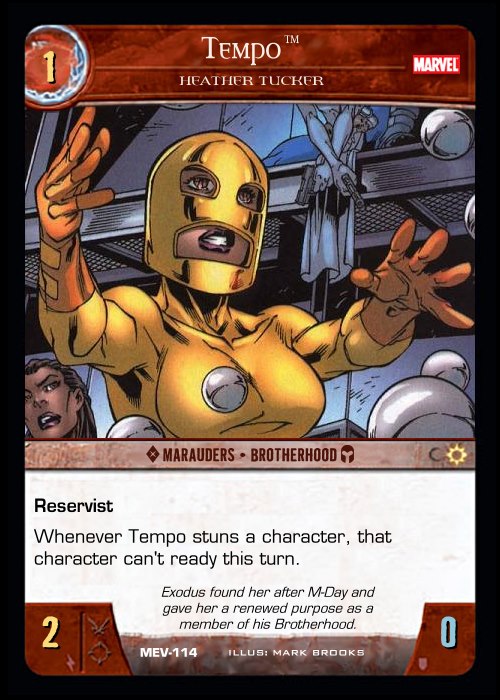 1
Tempo™
HEATHER TUCKER
MARVEL
MARAUDERS • BROTHERHOOD
C
Reservist
Whenever Tempo stuns a character, that
character can't ready this turn.
Exodus found her after M-Day and
gave her a renewed purpose as a
member of his Brotherhood.
2
MEV-114 ILLUS: MARK BROOKS
0